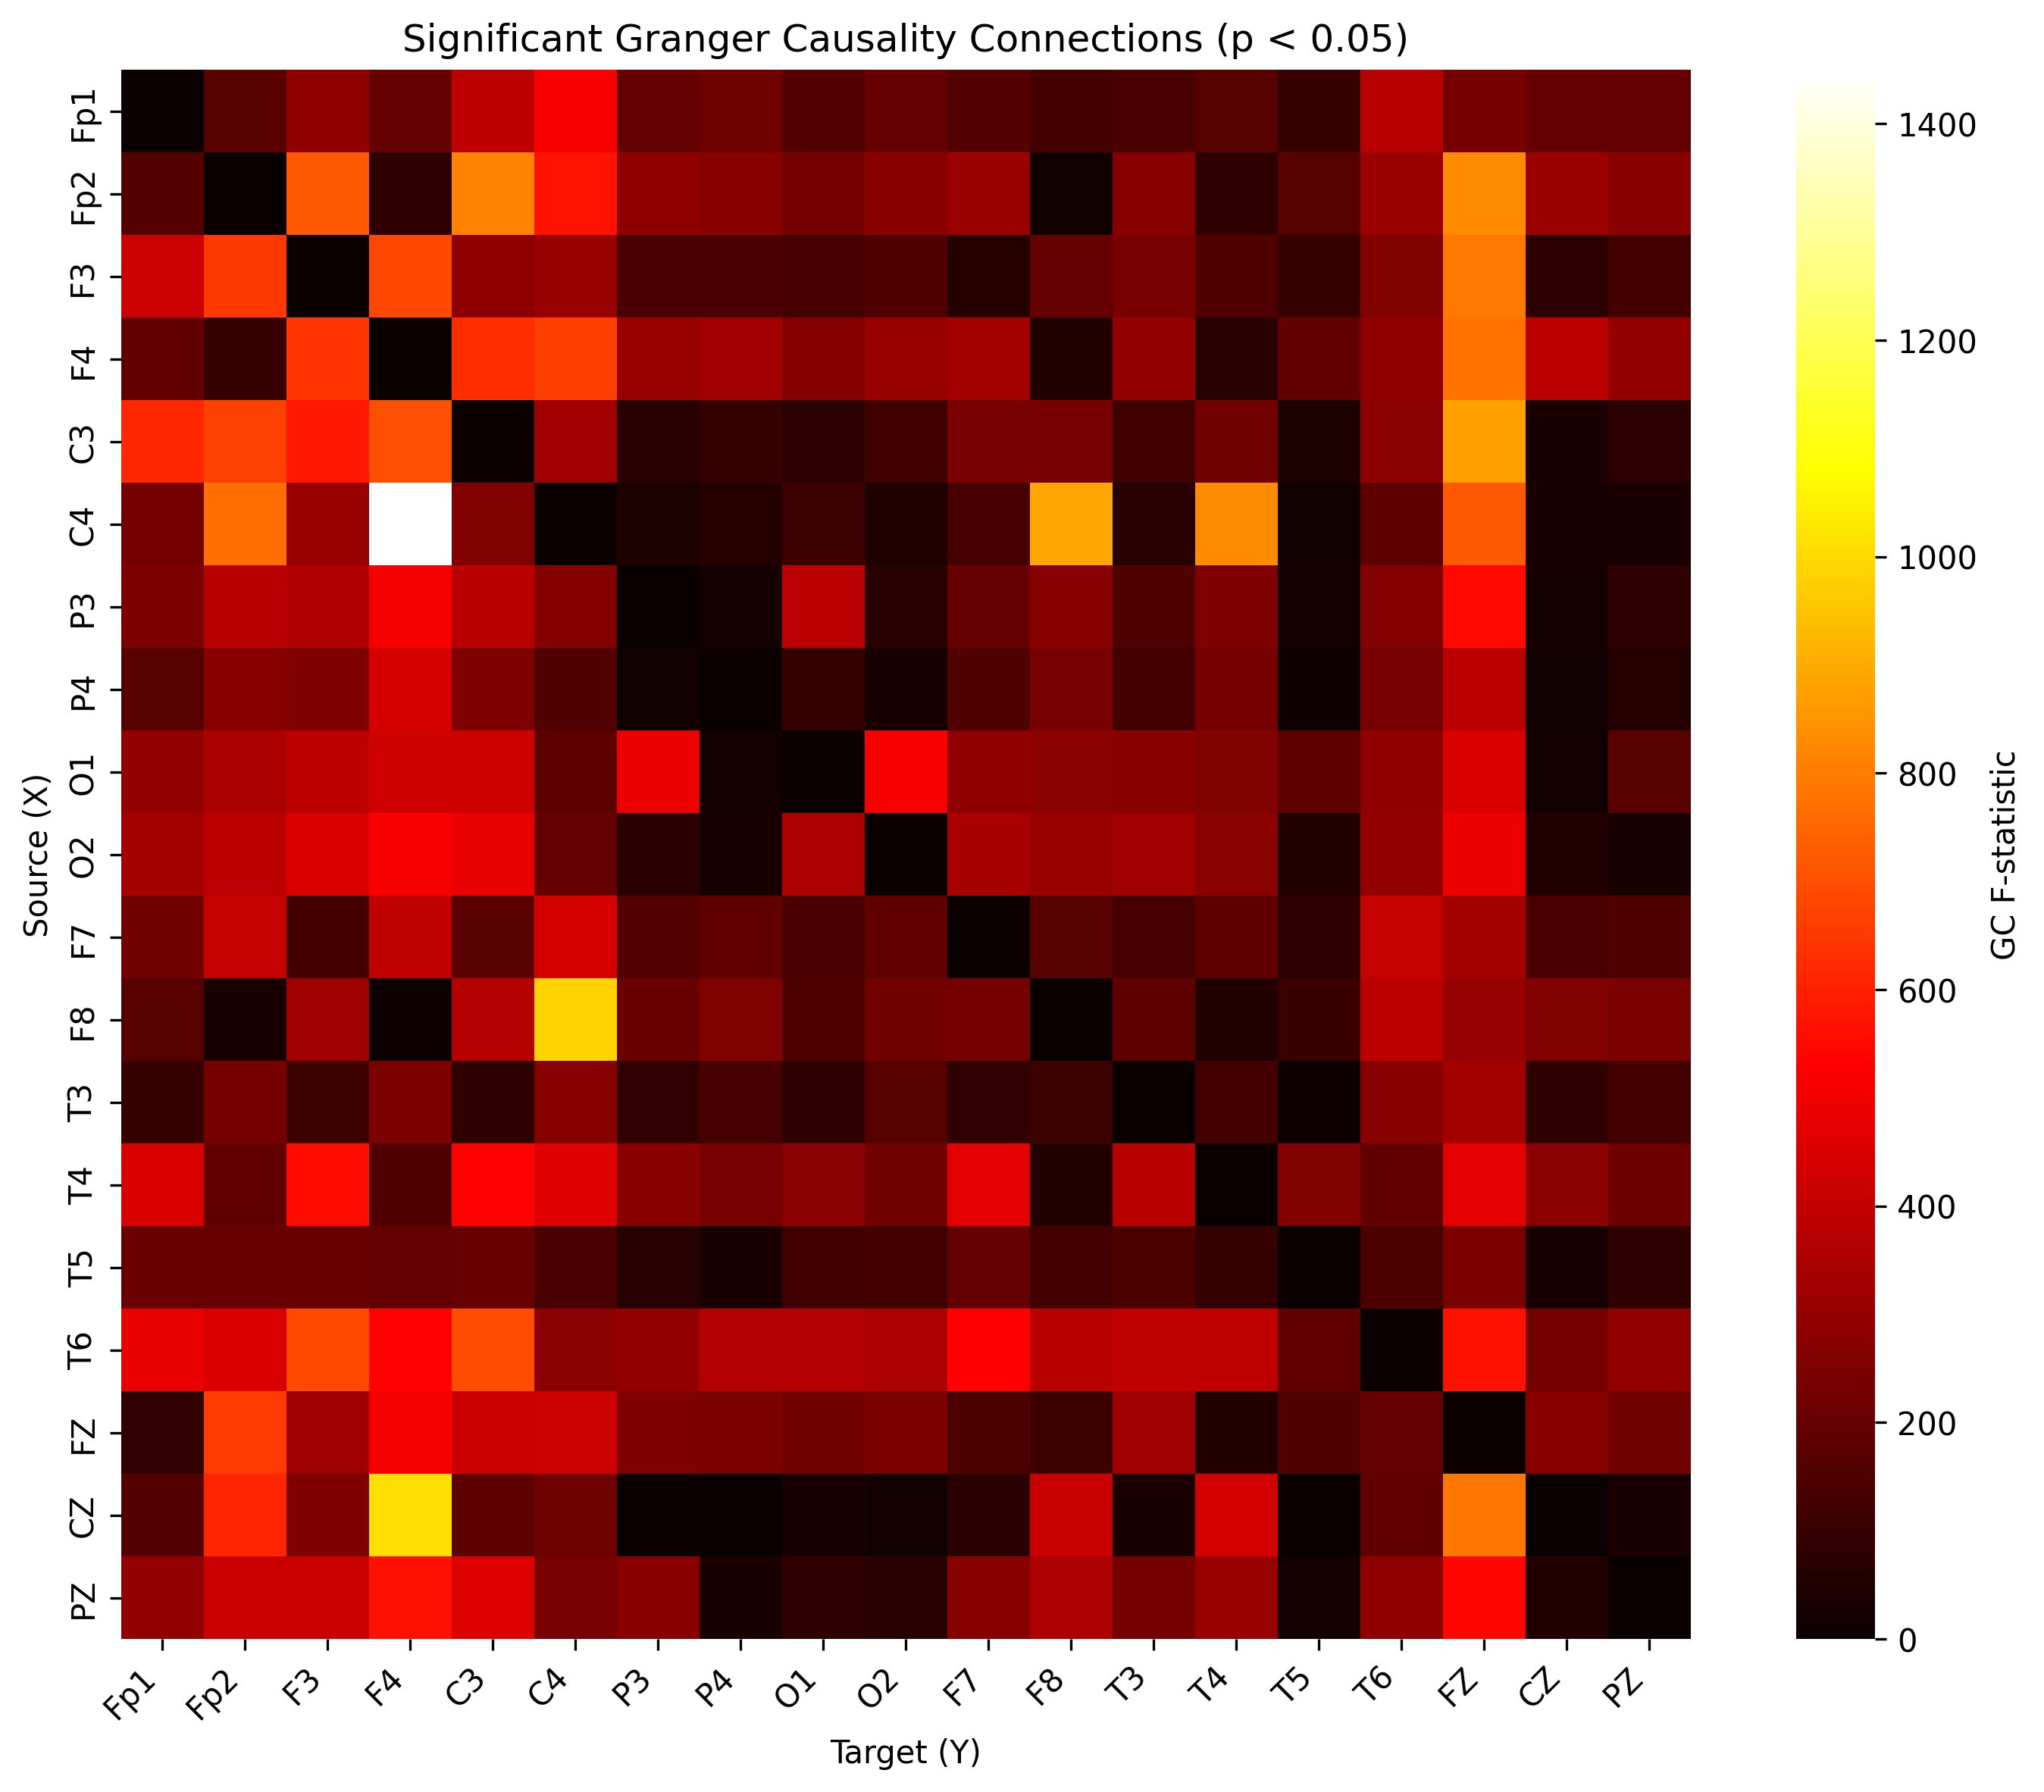 Significant Granger Causality Connections (p < 0.05)
Source (X)
Fp1
Fp2
F3
F4
C3
C4
P3
P4
O1
O2
F7
F8
T3
T4
T5
T6
FZ
CZ
PZ
Fp1 Fp2 F3 F4 C3 C4 P3 P4 O1 O2 F7 F8 T3 T4 T5 T6 FZ CZ PZ
Target (Y)
1400
1200
1000
800
600
400
200
0
GC F-statistic